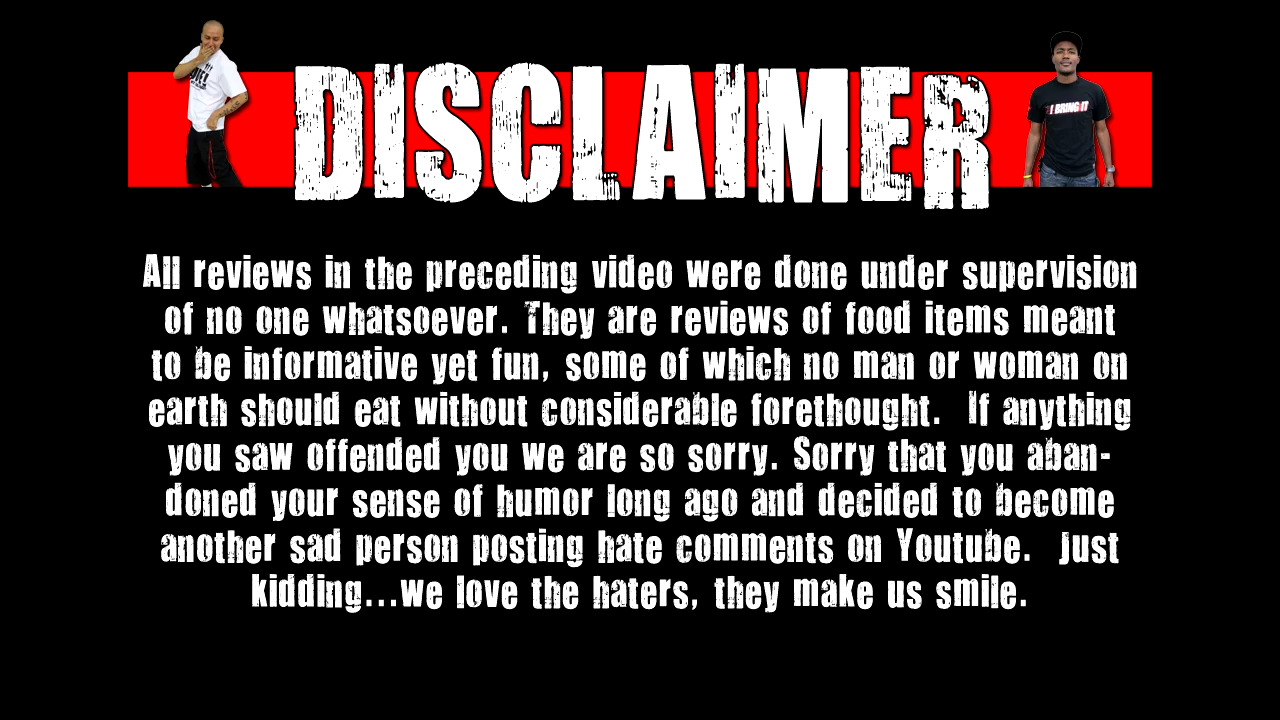 DISCLAIMER
! BRING IT
All reviews in the preceding video were done under supervision
of no one whatsoever. They are reviews of food items meant
to be informative yet fun, some of which no man or woman on
earth should eat without considerable forethought. If anything
you saw offended you we are so sorry. Sorry that you aban-
doned your sense of humor long ago and decided to become
another sad person posting hate comments on Youtube. Just
kidding...we love the haters, they make us smile.